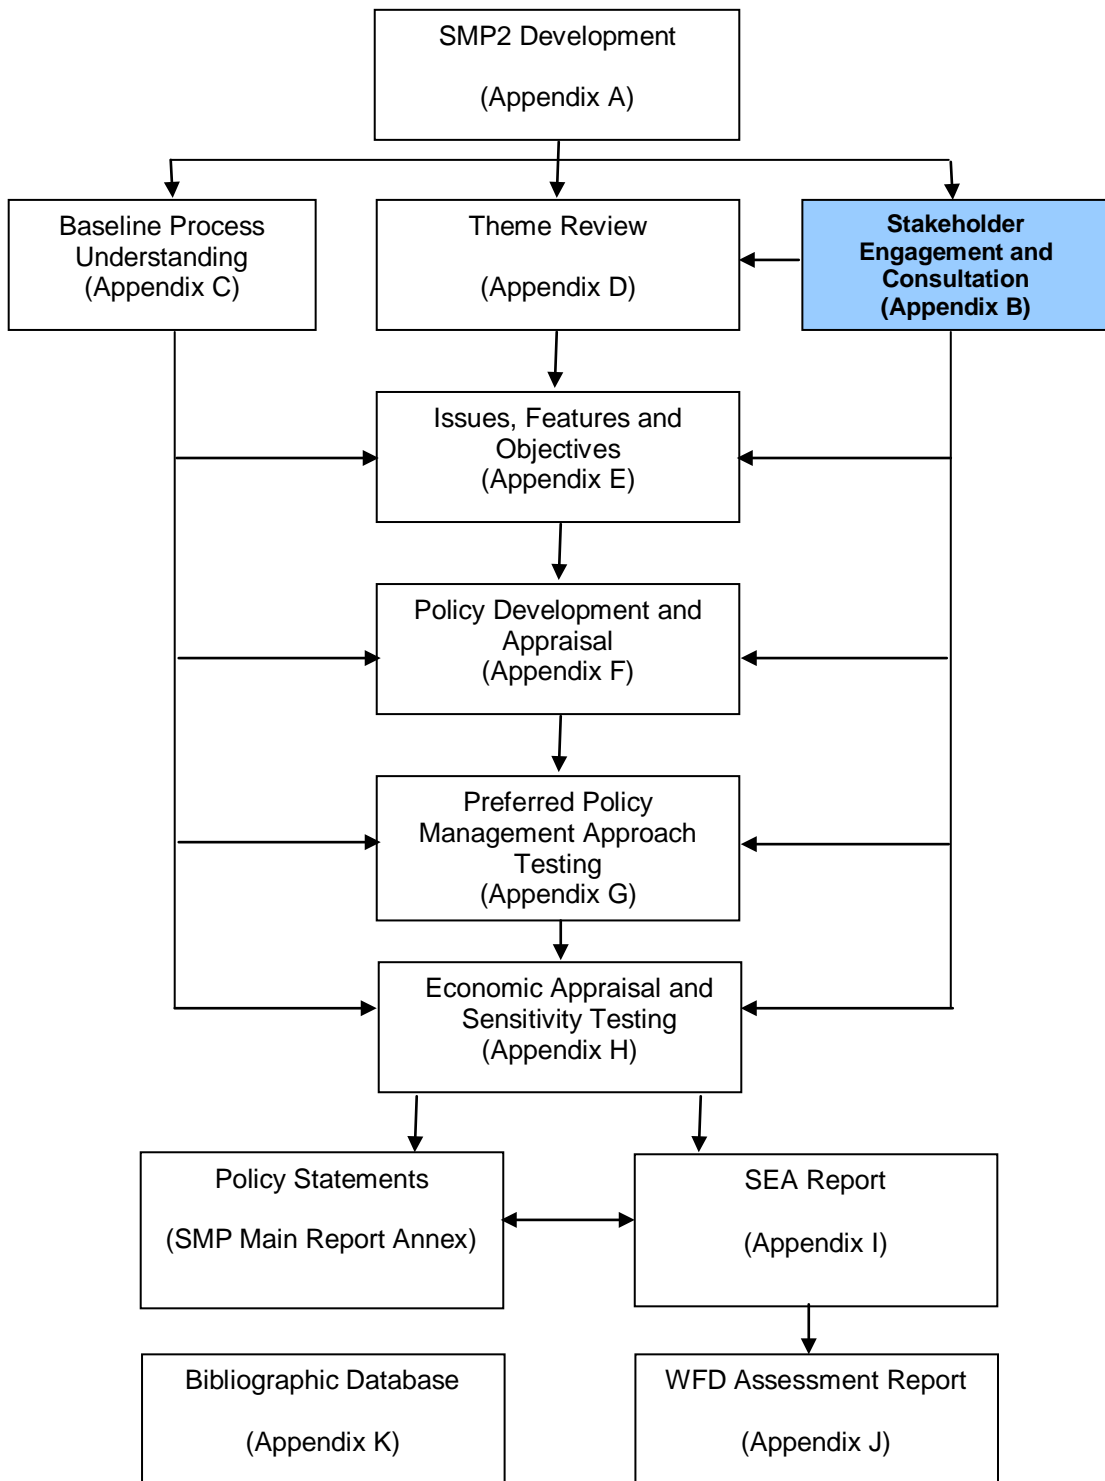 SMP2 Development
(Appendix A)
Baseline Process
Understanding
(Appendix C)
Theme Review
(Appendix D)
Stakeholder
Engagement and
Consultation
(Appendix B)
Issues, Features and
Objectives
(Appendix E)
Policy Development and
Appraisal
(Appendix F)
Preferred Policy
Management Approach
Testing
(Appendix G)
Economic Appraisal and
Sensitivity Testing
(Appendix H)
Policy Statements
(SMP Main Report Annex)
SEA Report
(Appendix I)
Bibliographic Database
(Appendix K)
WFD Assessment Report
(Appendix J)